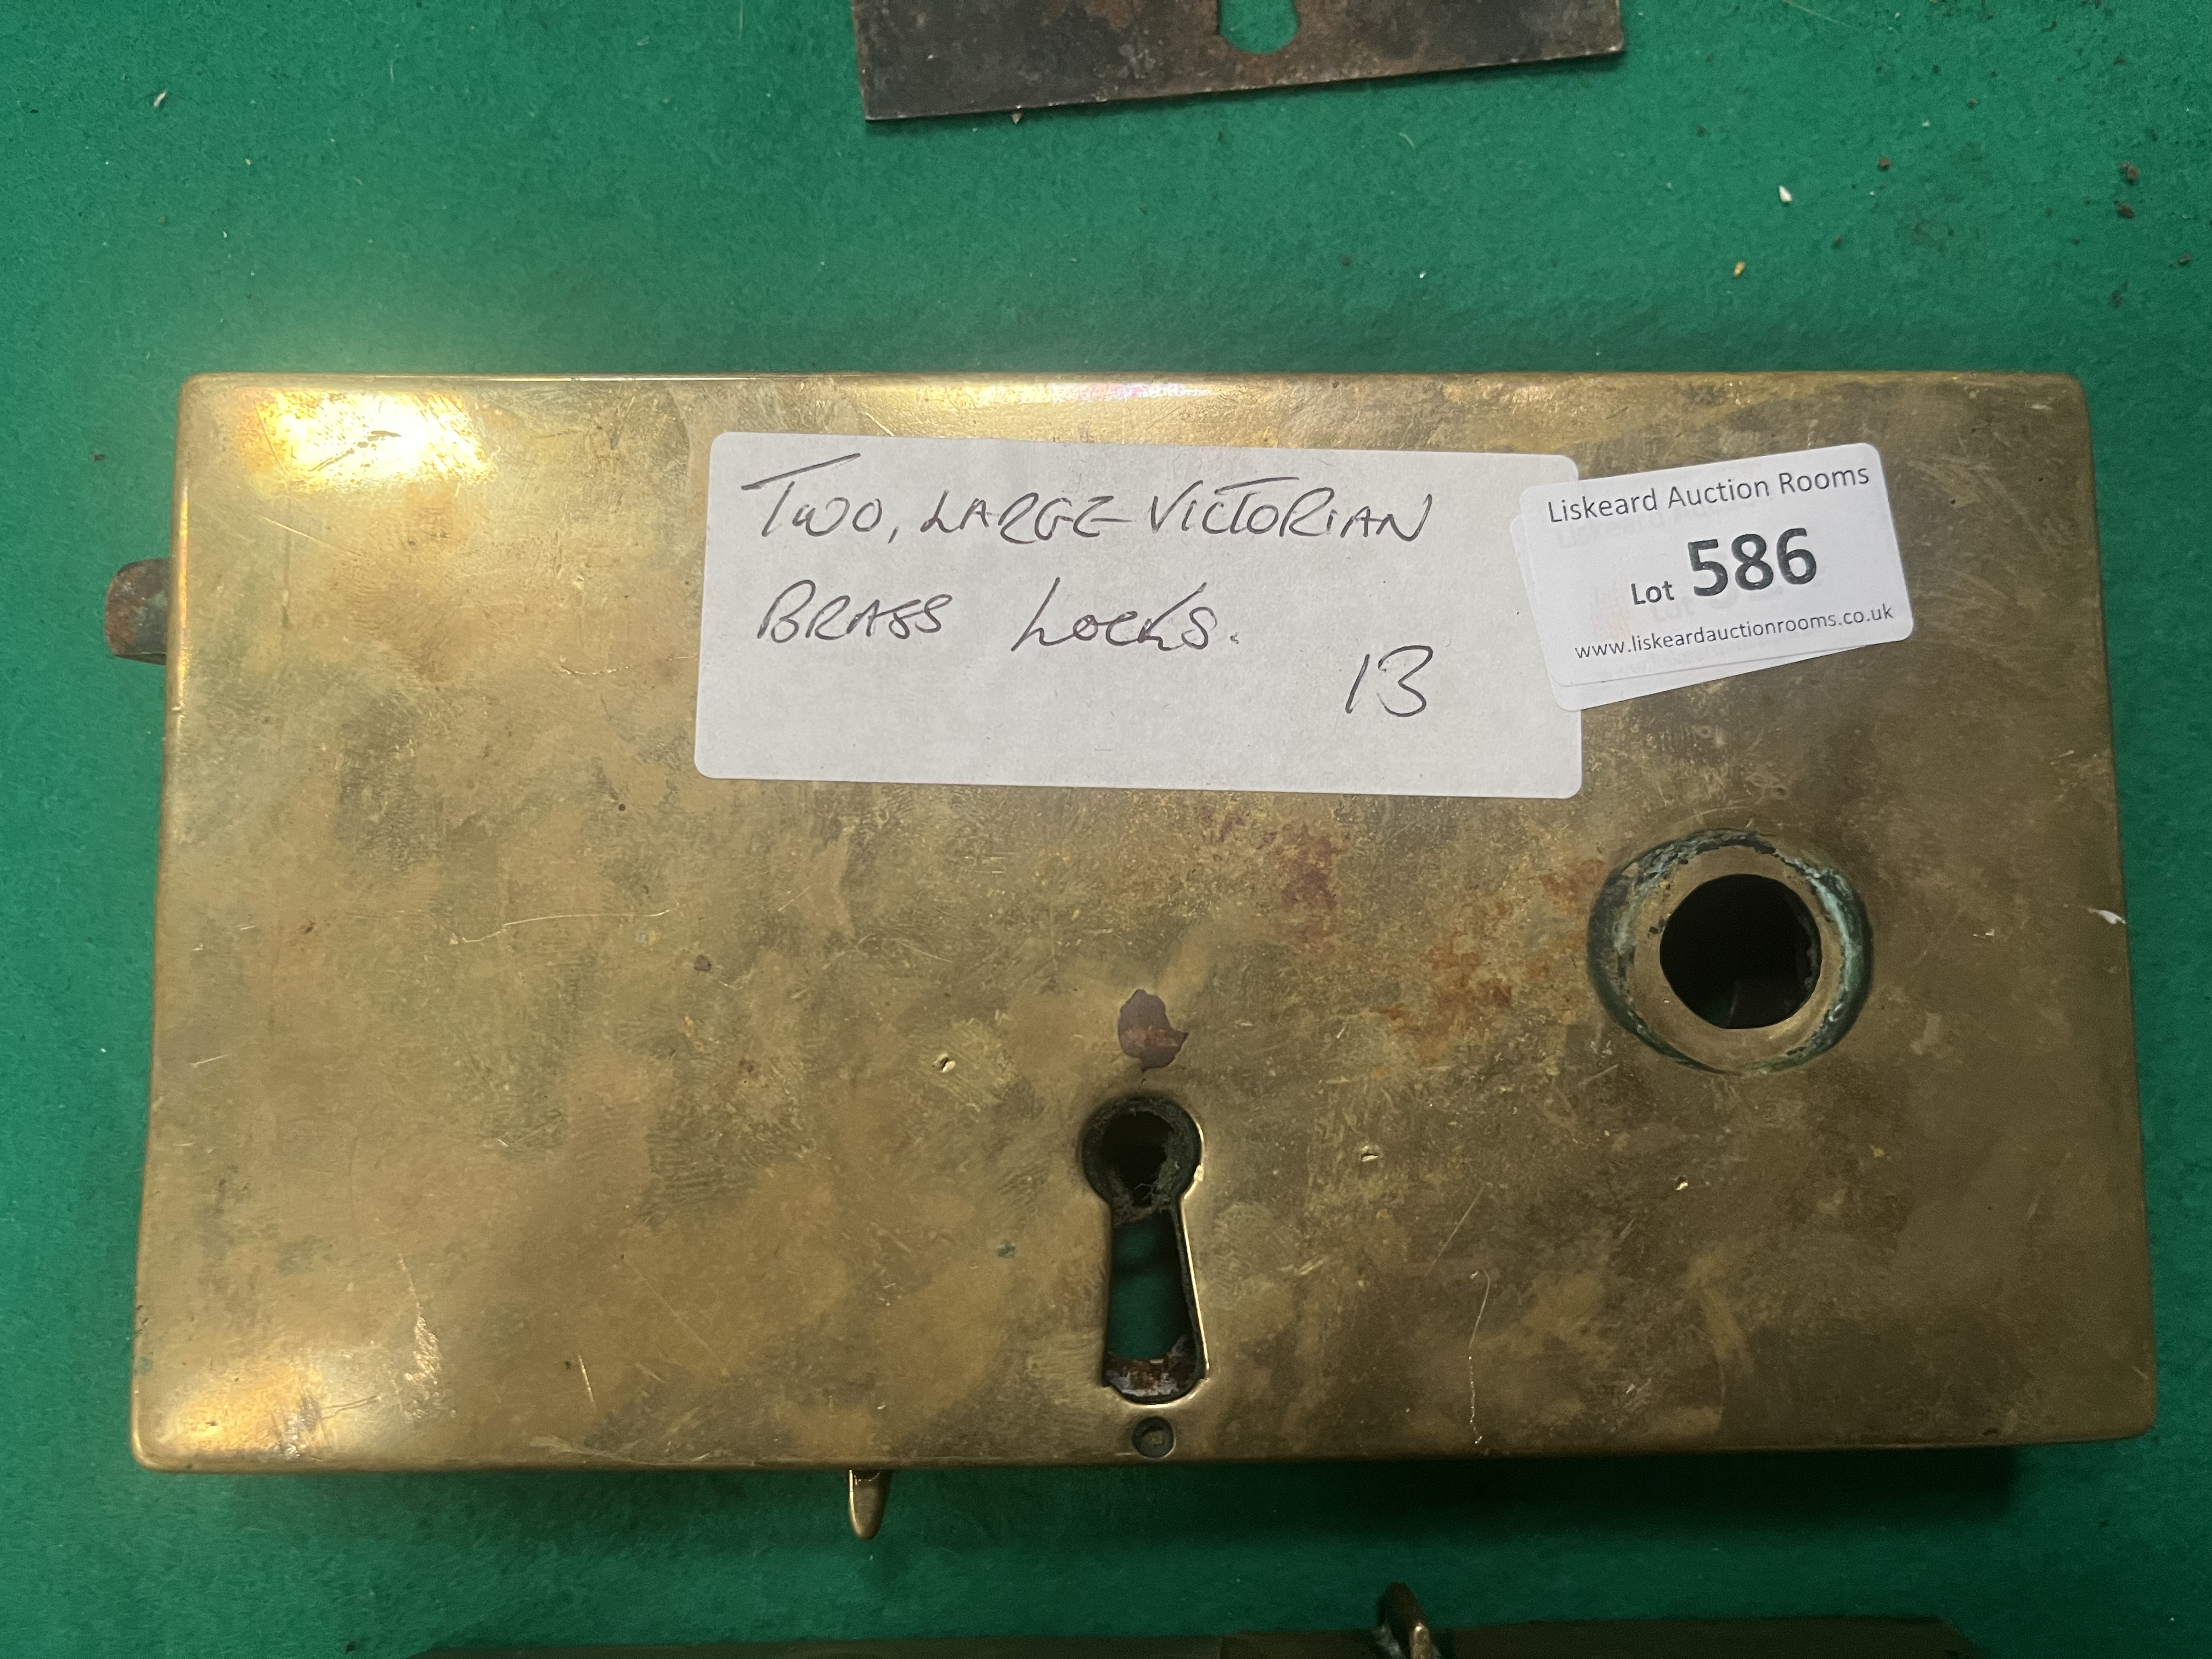 TWO, LARGE VICTORIAN
BRASS LOCKS.
13
Liskeard Auction Rooms
Lot 586
www.liskeardauctionrooms.co.uk